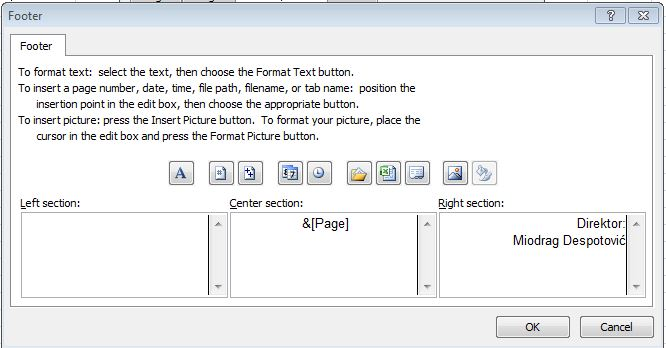 Footer
Footer
To format text: select the text, then choose the Format Text button.
To insert a page number, date, time, file path, filename, or tab name: position the
insertion point in the edit box, then choose the appropriate button.
To insert picture: press the Insert Picture button. To format your picture, place the
cursor in the edit box and press the Format Picture button.
A
Left section:
Center section:
Right section:
&[Page]
Direktor:
Miodrag Despotović
OK
Cancel